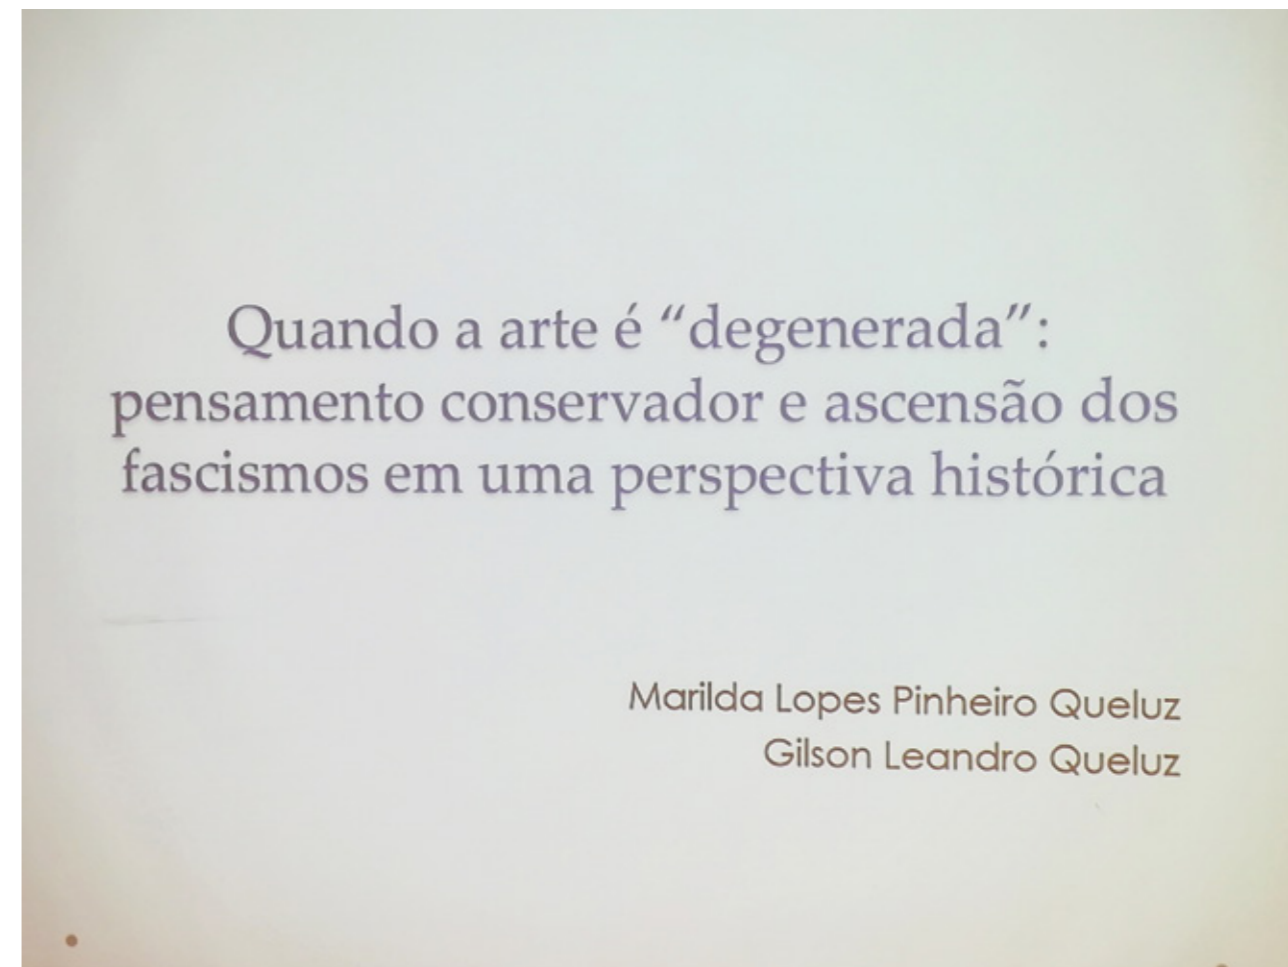 Quando a arte é “degenerada”:
pensamento conservador e ascensão dos
fascismos em uma perspectiva histórica
Marilda Lopes Pinheiro Queluz
Gilson Leandro Queluz